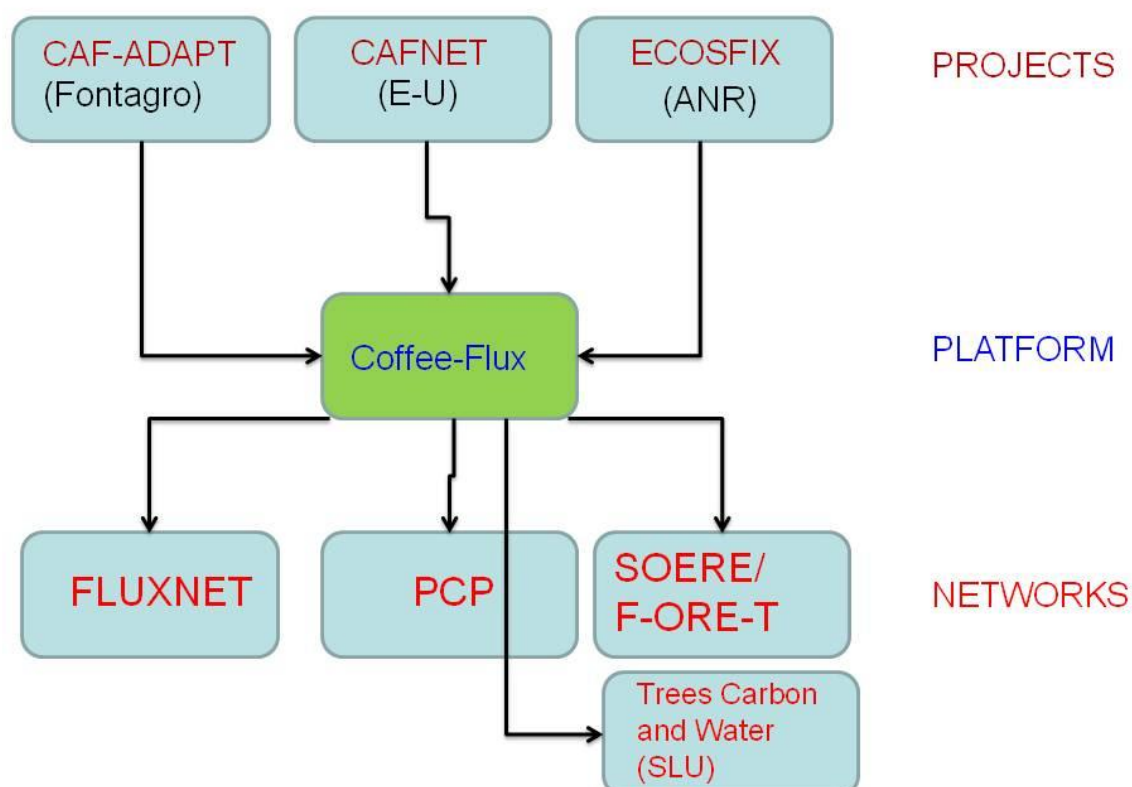 CAF-ADAPT
(Fontagro)
CAFNET
(E-U)
ECOSFIX
(ANR)
PROJECTS
Coffee-Flux
PLATFORM
FLUXNET
PCP
SOERE/
F-ORE-T
NETWORKS
Trees Carbon
and Water
(SLU)